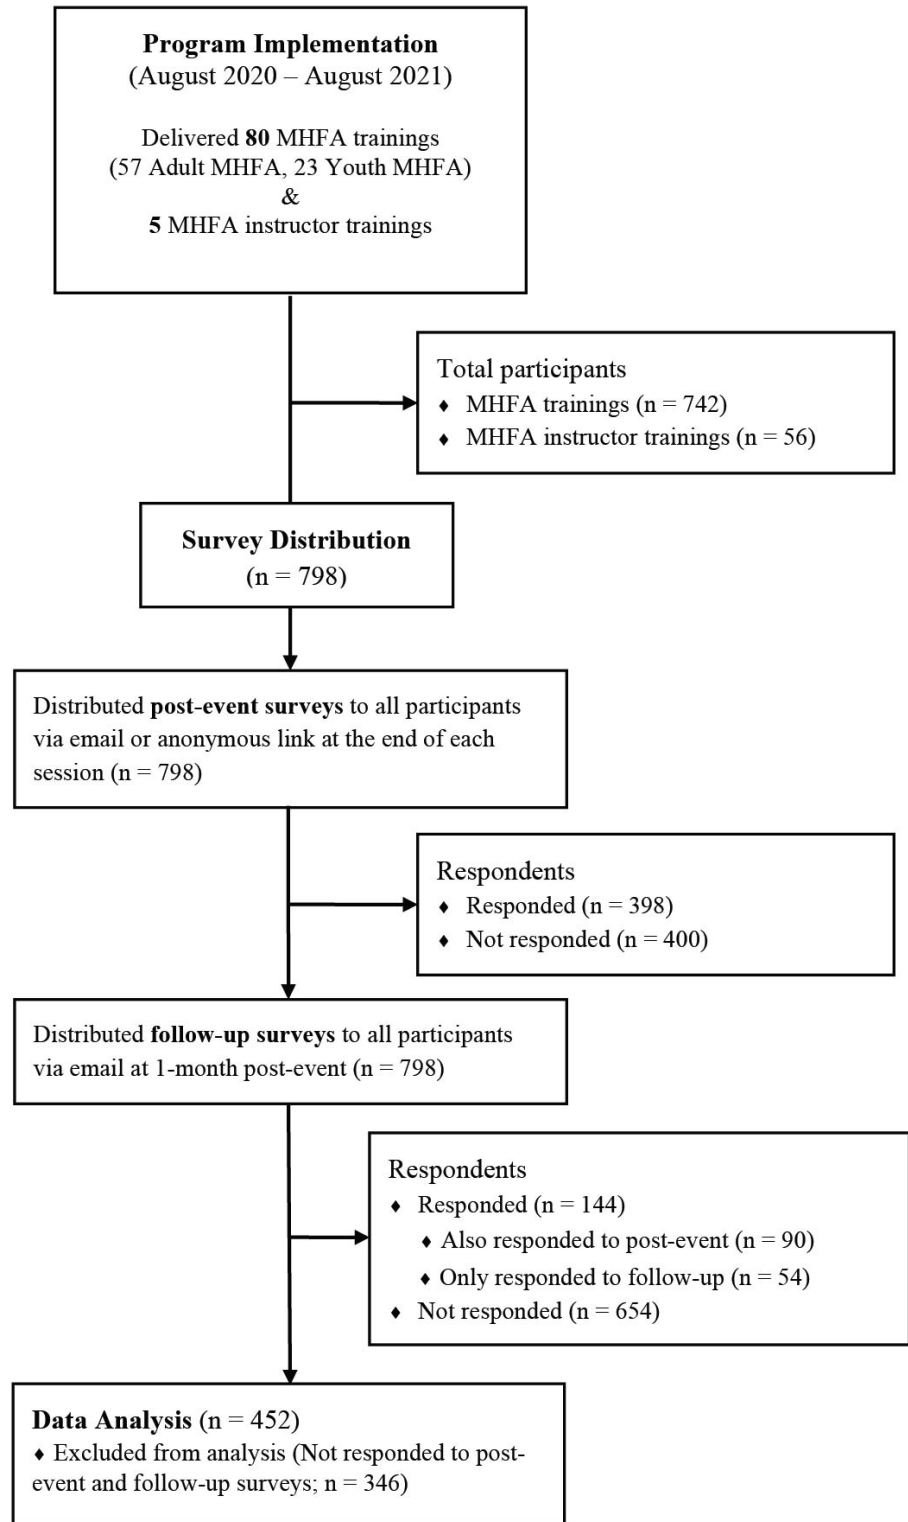 Program Implementation
(August 2020 – August 2021)
Delivered 80 MHFA trainings
(57 Adult MHFA, 23 Youth MHFA)
&
5 MHFA instructor trainings
Total participants
♦ MHFA trainings (n = 742)
♦ MHFA instructor trainings (n = 56)
Survey Distribution
(n = 798)
Distributed post-event surveys to all participants
via email or anonymous link at the end of each
session (n = 798)
Respondents
♦ Responded (n = 398)
♦ Not responded (n = 400)
Distributed follow-up surveys to all participants
via email at 1-month post-event (n = 798)
Respondents
♦ Responded (n = 144)
♦ Also responded to post-event (n = 90)
♦ Only responded to follow-up (n = 54)
♦ Not responded (n = 654)
Data Analysis (n = 452)
♦ Excluded from analysis (Not responded to post-
event and follow-up surveys; n = 346)